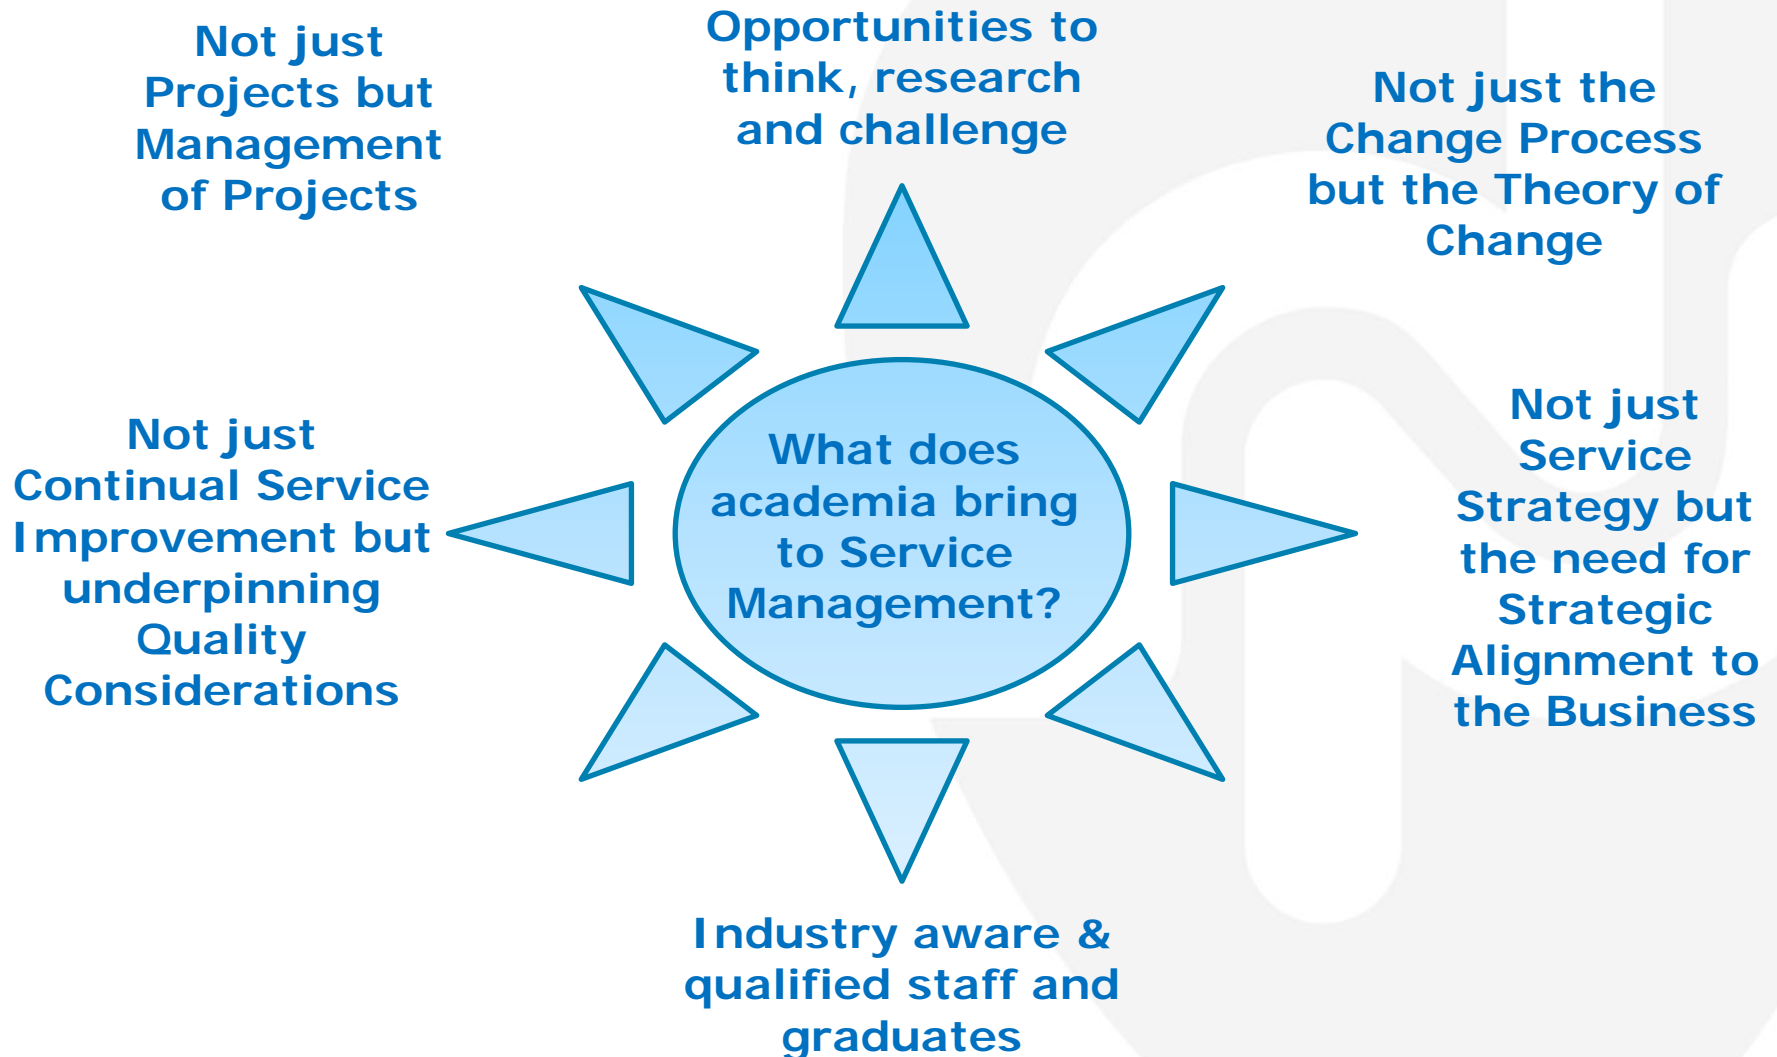 Not just
Projects but
Management
of Projects
Opportunities to
think, research
and challenge
Not just the
Change Process
but the Theory of
Change
Not just
Continual Service
Improvement but
underpinning
Quality
Considerations
What does
academia bring
to Service
Management?
Not just
Service
Strategy but
the need for
Strategic
Alignment to
the Business
Industry aware &
qualified staff and
graduates